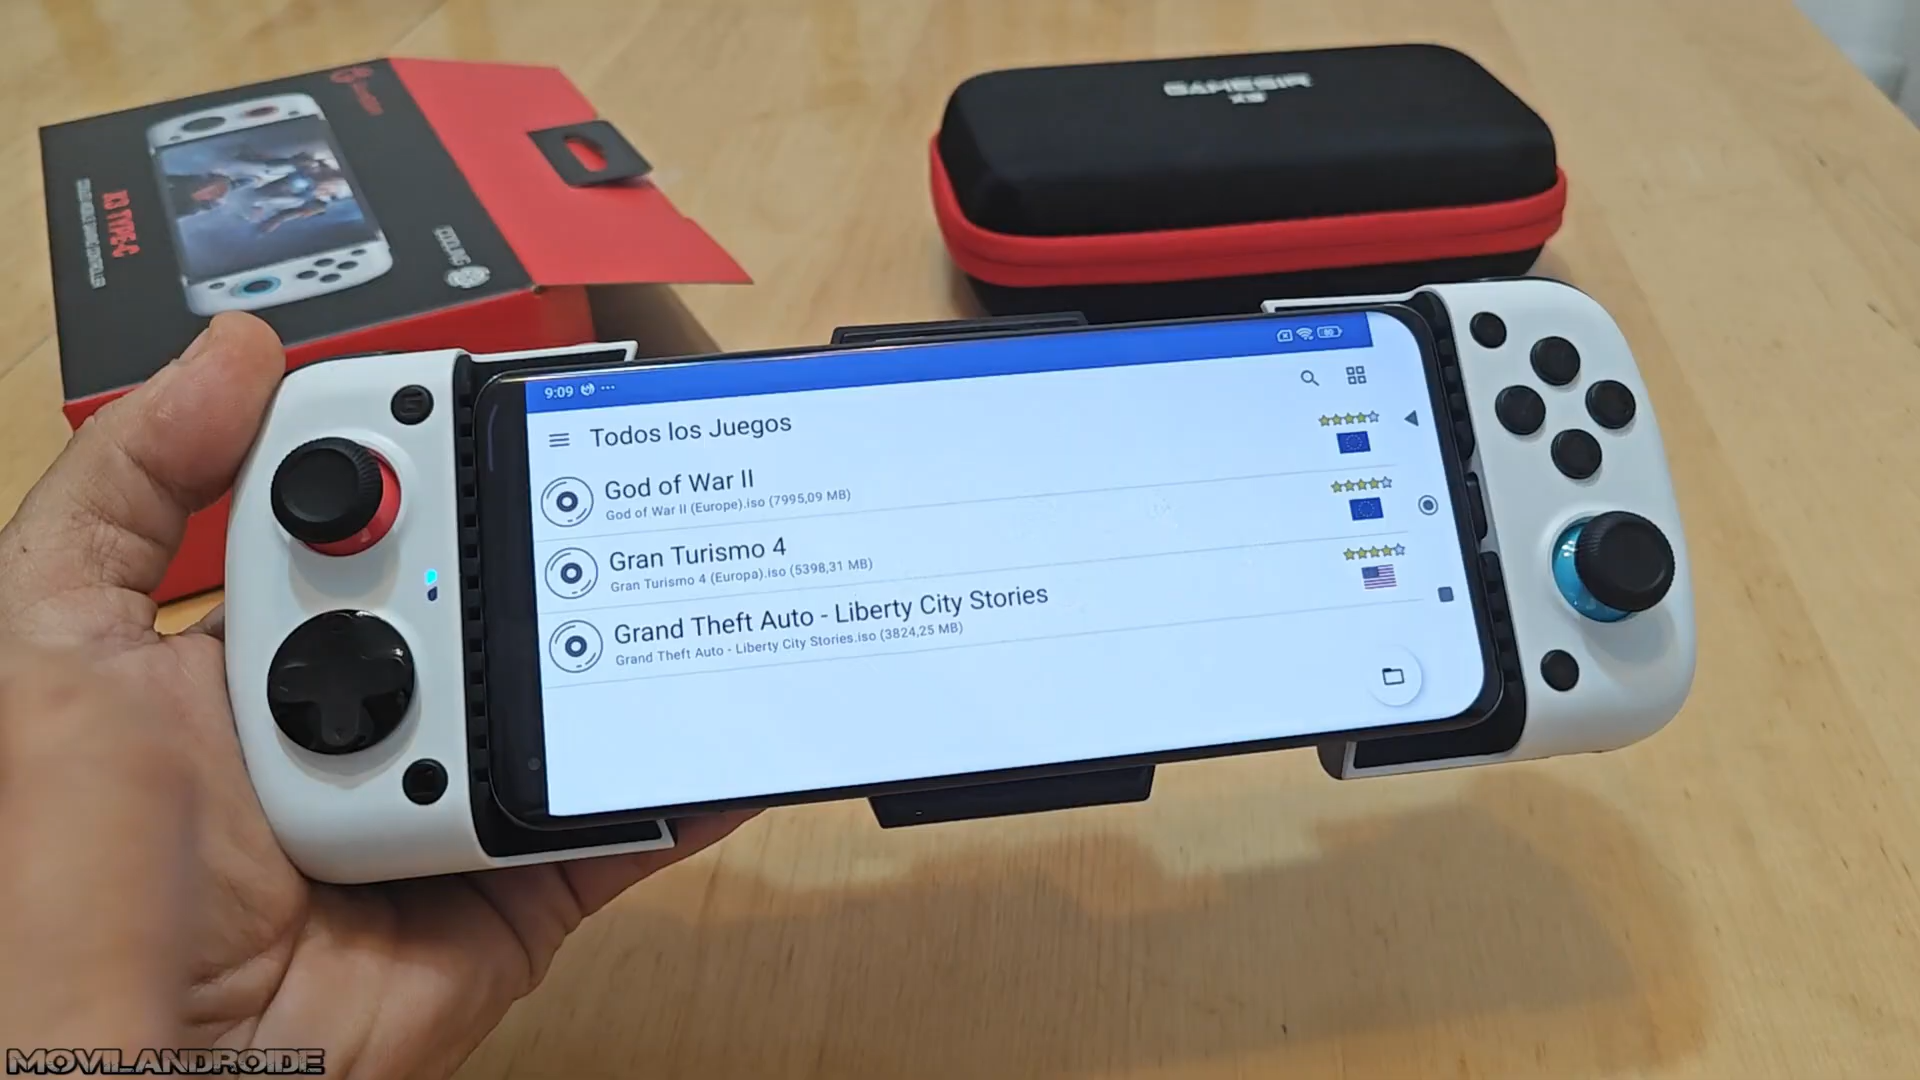 GAMESIR
X3
X3 TYPE-C
COOLING
9:09
80
Todos los Juegos
God of War II
God of War II (Europe).iso (7995,09 MB)
Gran Turismo 4
Gran Turismo 4 (Europa).iso (5398,31 MB)
Grand Theft Auto - Liberty City Stories
Grand Theft Auto - Liberty City Stories.iso (3824,25 MB)
MOVILANDROIDE